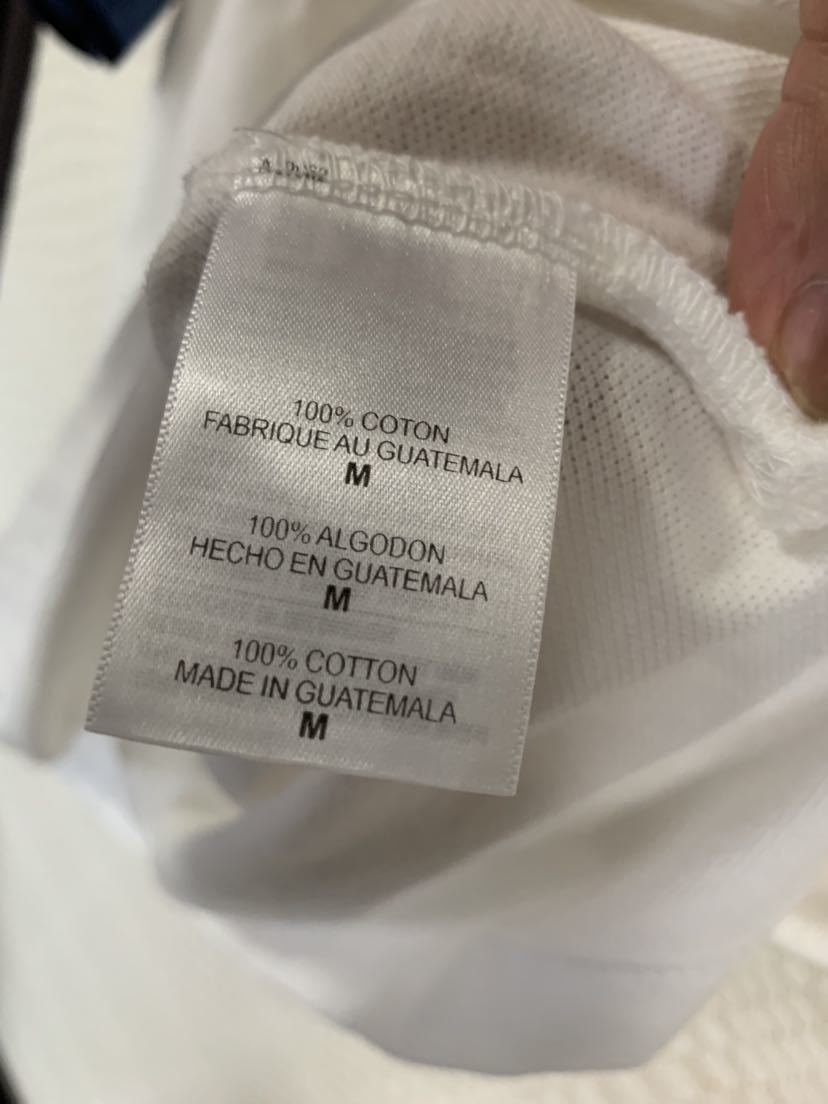 100% COTON
FABRIQUE AU GUATEMALA
M
100% ALGODON
HECHO EN GUATEMALA
M
100% COTTON
MADE IN GUATEMALA
M